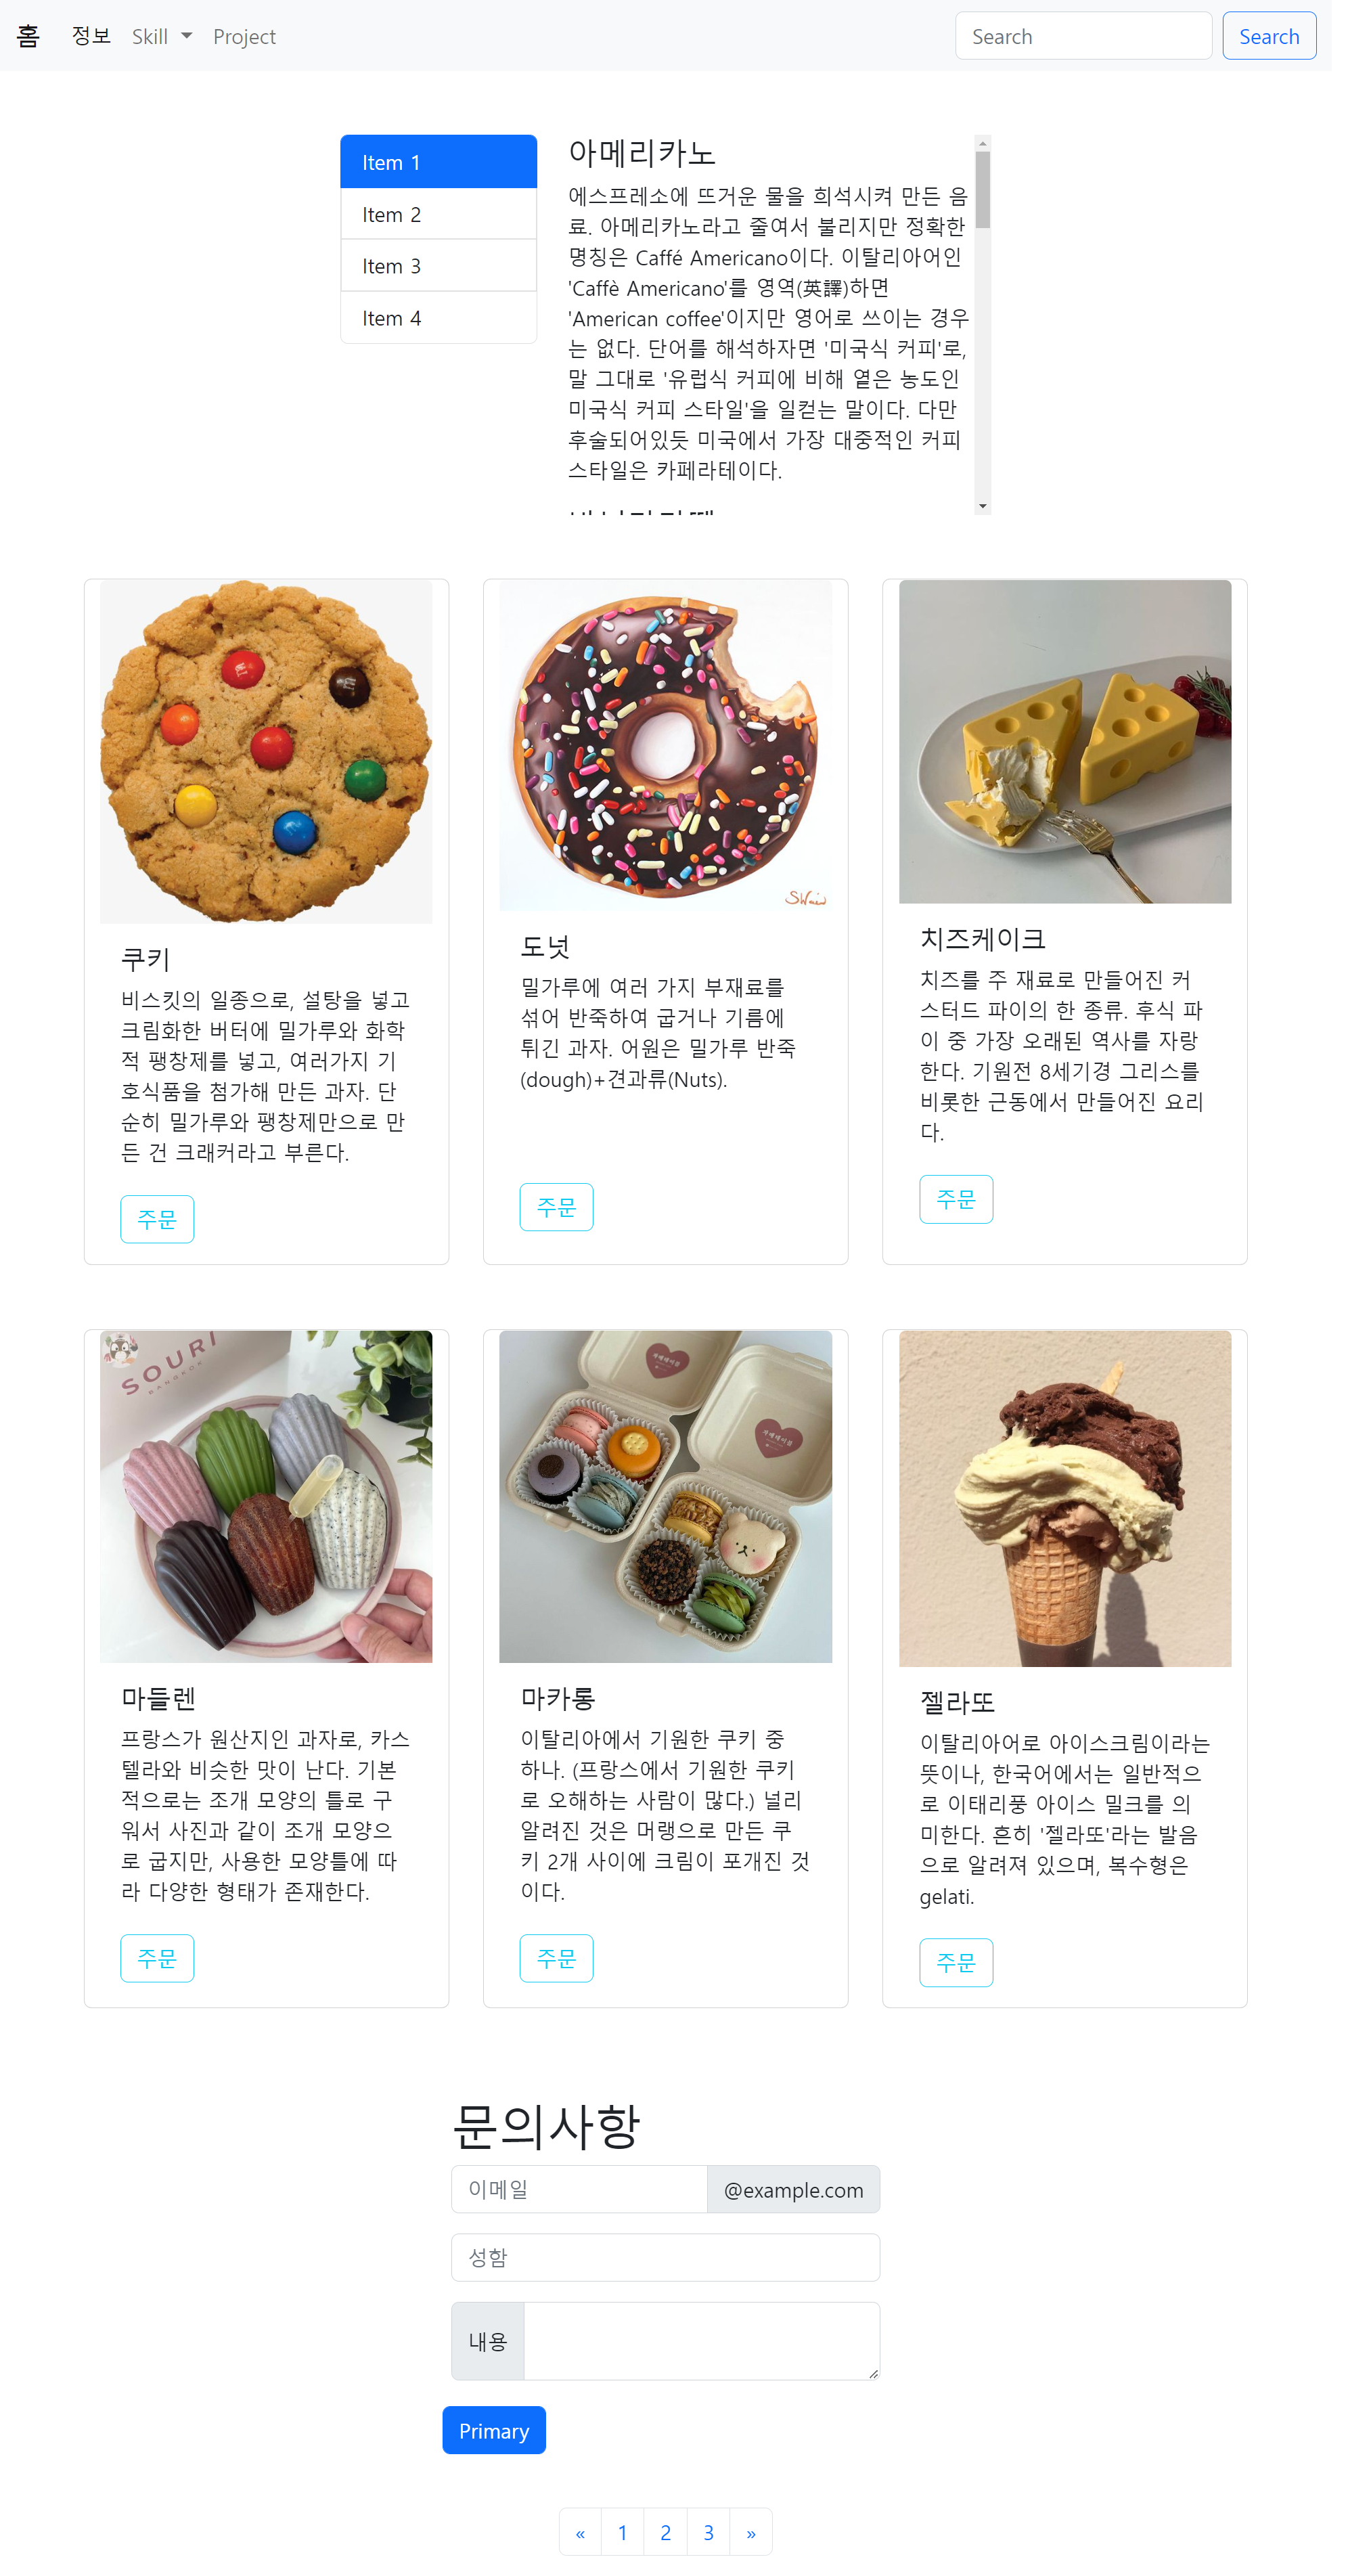 홈 정보 Skill Project Search Search
Item 1
Item 2
Item 3
Item 4
아메리카노
에스프레소에 뜨거운 물을 희석시켜 만든 음
료. 아메리카노라고 줄여서 불리지만 정확한
명칭은 Caffé Americano이다. 이탈리아어인
'Caffè Americano'를 영역(英譯)하면
'American coffee'이지만 영어로 쓰이는 경우
는 없다. 단어를 해석하자면 '미국식 커피'로,
말 그대로 '유럽식 커피에 비해 옅은 농도인
미국식 커피 스타일'을 일컫는 말이다. 다만
후술되어있듯 미국에서 가장 대중적인 커피
스타일은 카페라테이다.
쿠키
비스킷의 일종으로, 설탕을 넣고
크림화한 버터에 밀가루와 화학
적 팽창제를 넣고, 여러가지 기
호식품을 첨가해 만든 과자. 단
순히 밀가루와 팽창제만으로 만
든 건 크래커라고 부른다.
주문
도넛
밀가루에 여러 가지 부재료를
섞어 반죽하여 굽거나 기름에
튀긴 과자. 어원은 밀가루 반죽
(dough)+견과류(Nuts).
주문
치즈케이크
치즈를 주 재료로 만들어진 커
스터드 파이의 한 종류. 후식 파
이 중 가장 오래된 역사를 자랑
한다. 기원전 8세기경 그리스를
비롯한 근동에서 만들어진 요리
다.
주문
SOURI
BANGKOK
마들렌
프랑스가 원산지인 과자로, 카스
텔라와 비슷한 맛이 난다. 기본
적으로는 조개 모양의 틀로 구
워서 사진과 같이 조개 모양으
로 굽지만, 사용한 모양틀에 따
라 다양한 형태가 존재한다.
주문
마카롱
이탈리아에서 기원한 쿠키 중
하나. (프랑스에서 기원한 쿠키
로 오해하는 사람이 많다.) 널리
알려진 것은 머랭으로 만든 쿠
키 2개 사이에 크림이 포개진 것
이다.
주문
젤라또
이탈리아어로 아이스크림이라는
뜻이나, 한국어에서는 일반적으
로 이태리풍 아이스 밀크를 의
미한다. 흔히 '젤라또'라는 발음
으로 알려져 있으며, 복수형은
gelati.
주문
문의사항
이메일 @example.com
성함
내용
Primary
« 1 2 3 »